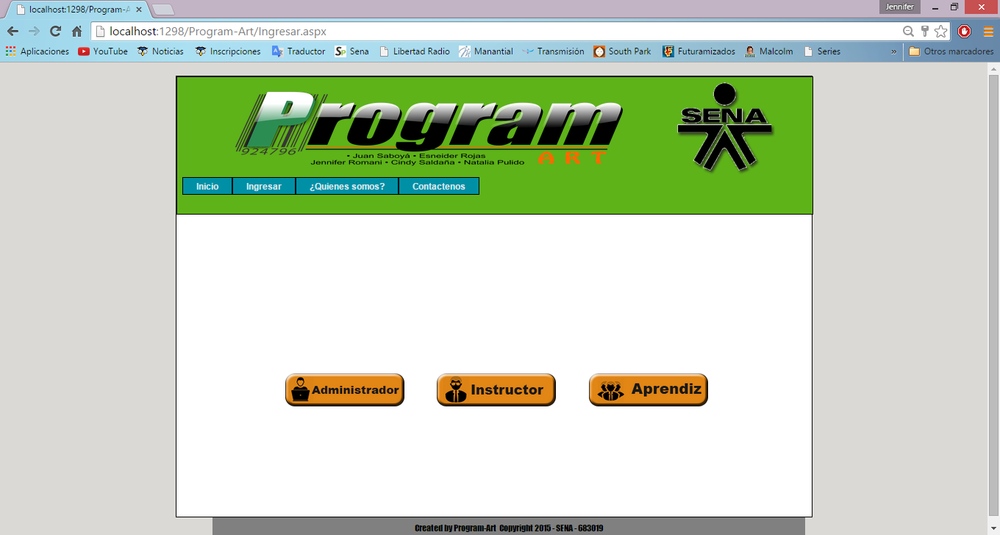 localhost:1298/Program-A
Jennifer
localhost:1298/Program-Art/Ingresar.aspx
Aplicaciones YouTube Noticias Inscripciones Traductor Sena Libertad Radio Manantial Transmisión South Park Futuramizados Malcolm Series » Otros marcadores
Program
924796
• Juan Saboyá • Esneider Rojas
Jennifer Romani • Cindy Saldaña • Natalia Pulido
ART
SENA
Inicio Ingresar ¿Quienes somos? Contactenos
Administrador Instructor Aprendiz
Created by Program-Art Copyright 2015 - SENA - 683019